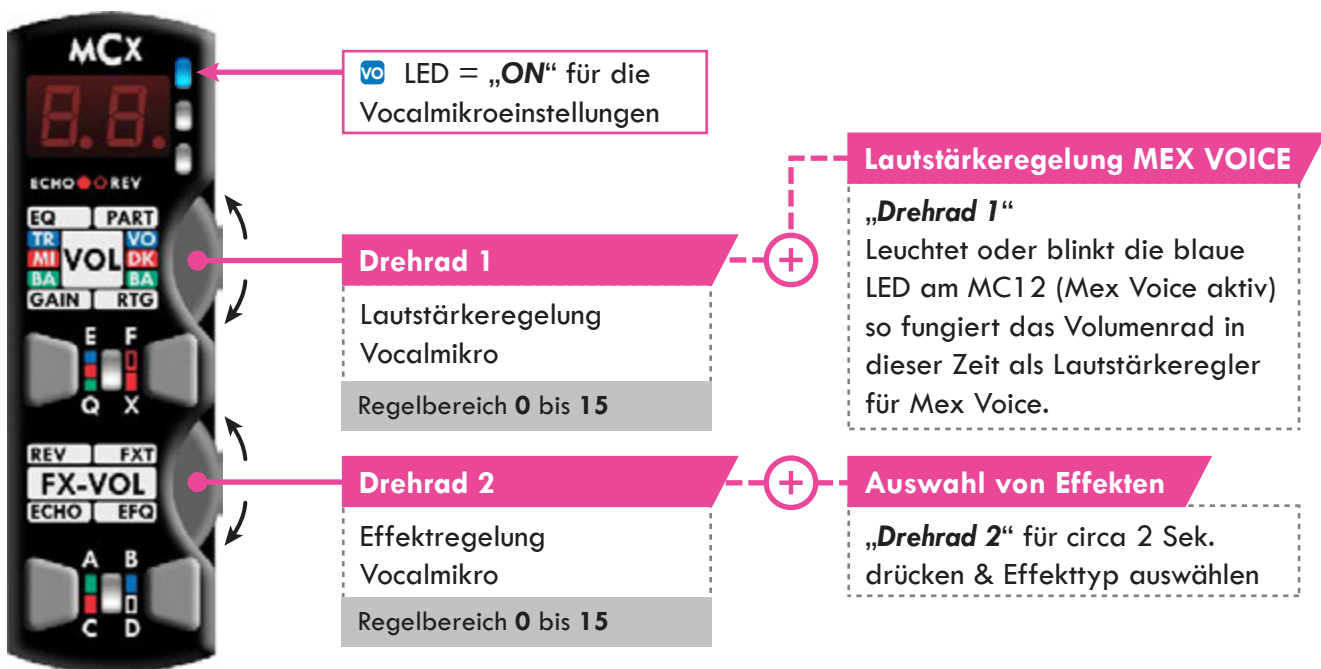 MCX
8.8.
ECHO REV
EQ PART
TR VO
MI VOL DK
BA BA
GAIN RTG
E F
Q X
REV FXT
FX-VOL
ECHO EFQ
A B
C D
VO LED = „ON“ für die
Vocalmikroeinstellungen
Drehrad 1
Lautstärkeregelung
Vocalmikro
Regelbereich 0 bis 15
+
Lautstärkeregelung MEX VOICE
„Drehrad 1“
Leuchtet oder blinkt die blaue
LED am MC12 (Mex Voice aktiv)
so fungiert das Volumenrad in
dieser Zeit als Lautstärkeregler
für Mex Voice.
Drehrad 2
Effektregelung
Vocalmikro
Regelbereich 0 bis 15
+
Auswahl von Effekten
„Drehrad 2“ für circa 2 Sek.
drücken & Effekttyp auswählen